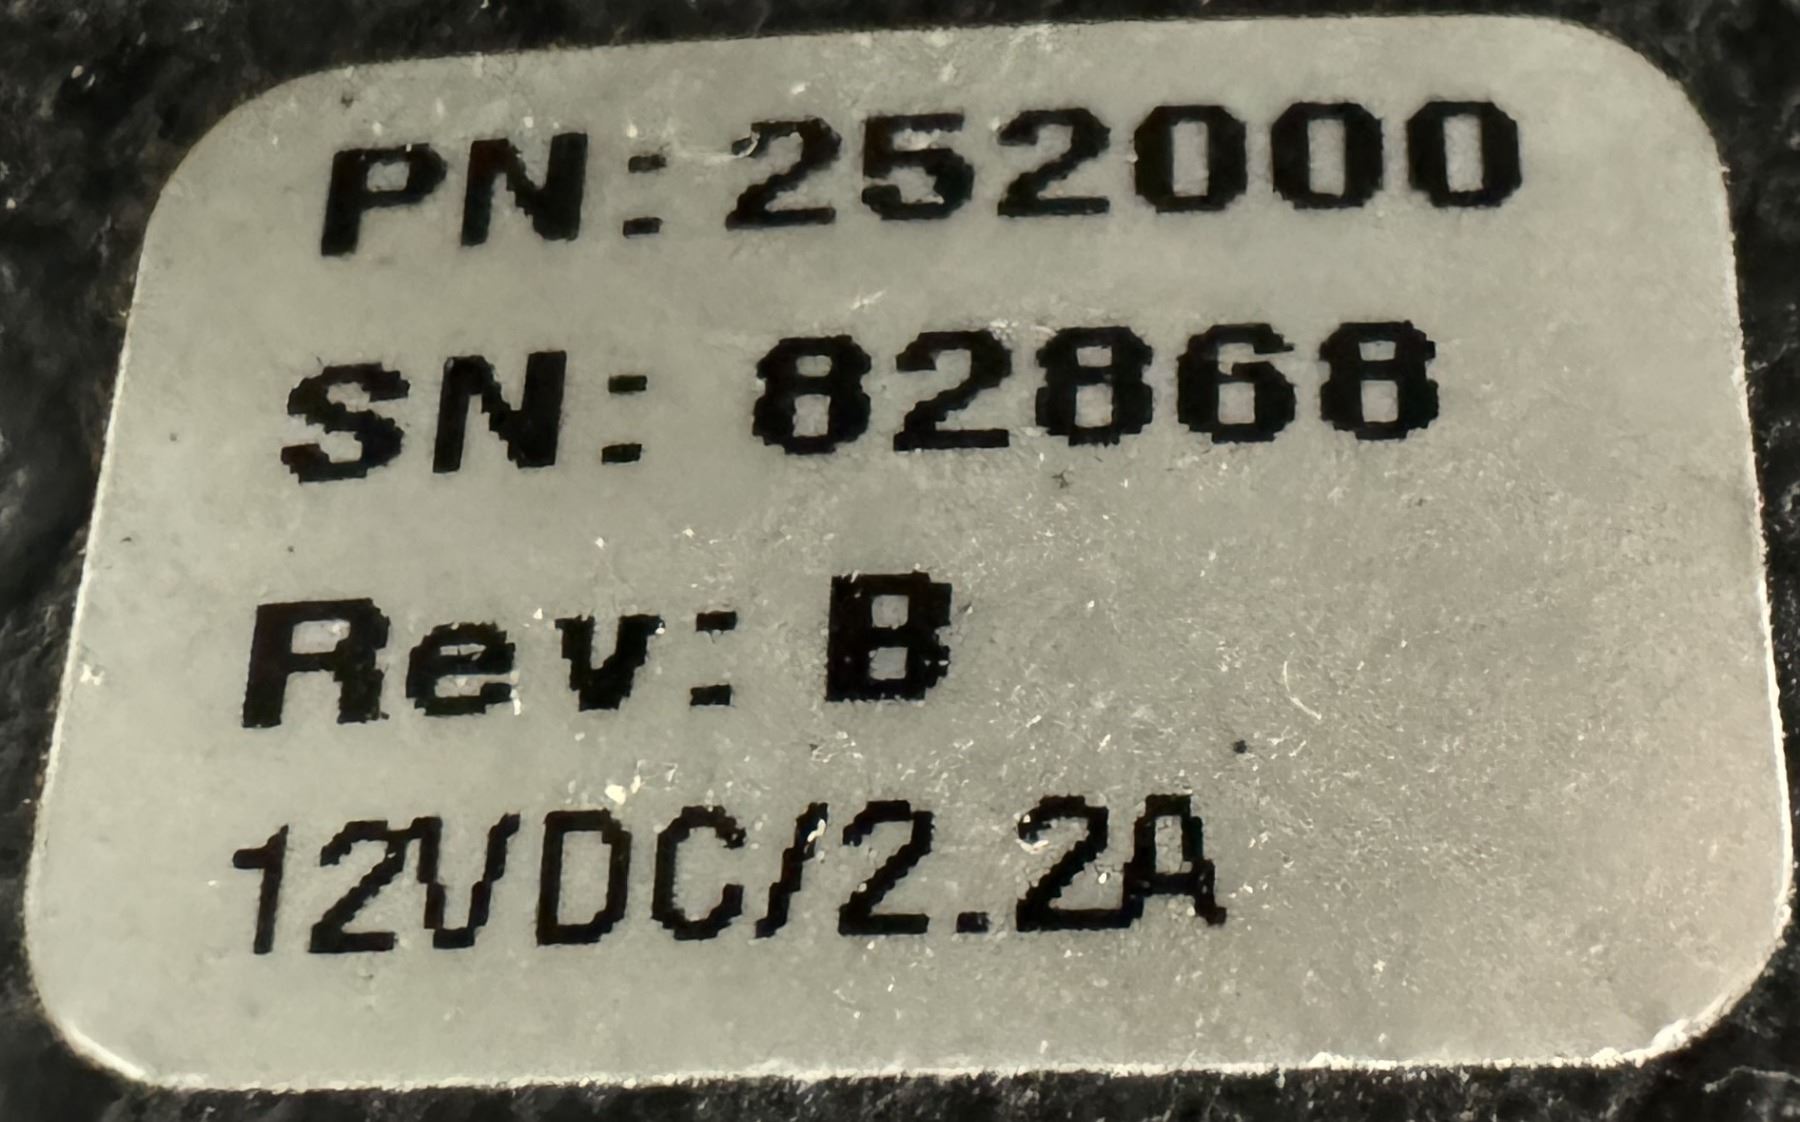 PN:252000
SN: 82868
Rev: B
12VDC/2.2A